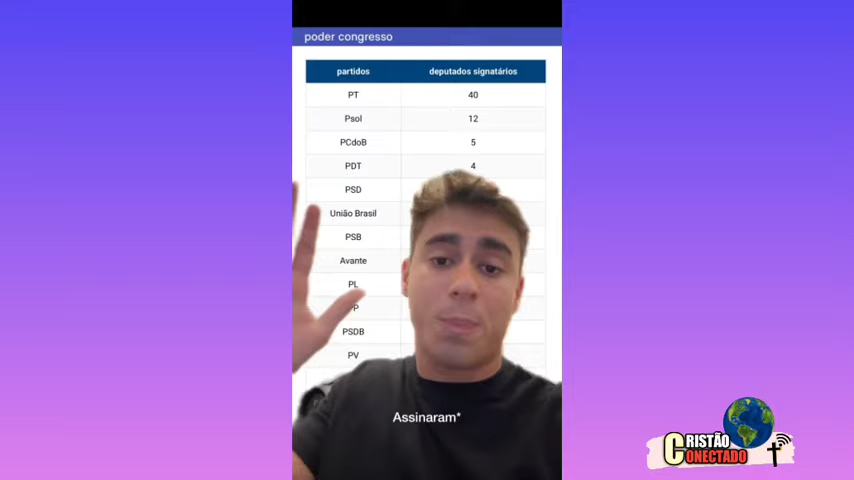 poder congresso
partidos deputados signatários
PT 40
Psol 12
PCdoB 5
PDT 4
PSD
União Brasil
PSB
Avante
PL
PP
PSDB
PV
Assinaram*
CRISTÃO
CONECTADO